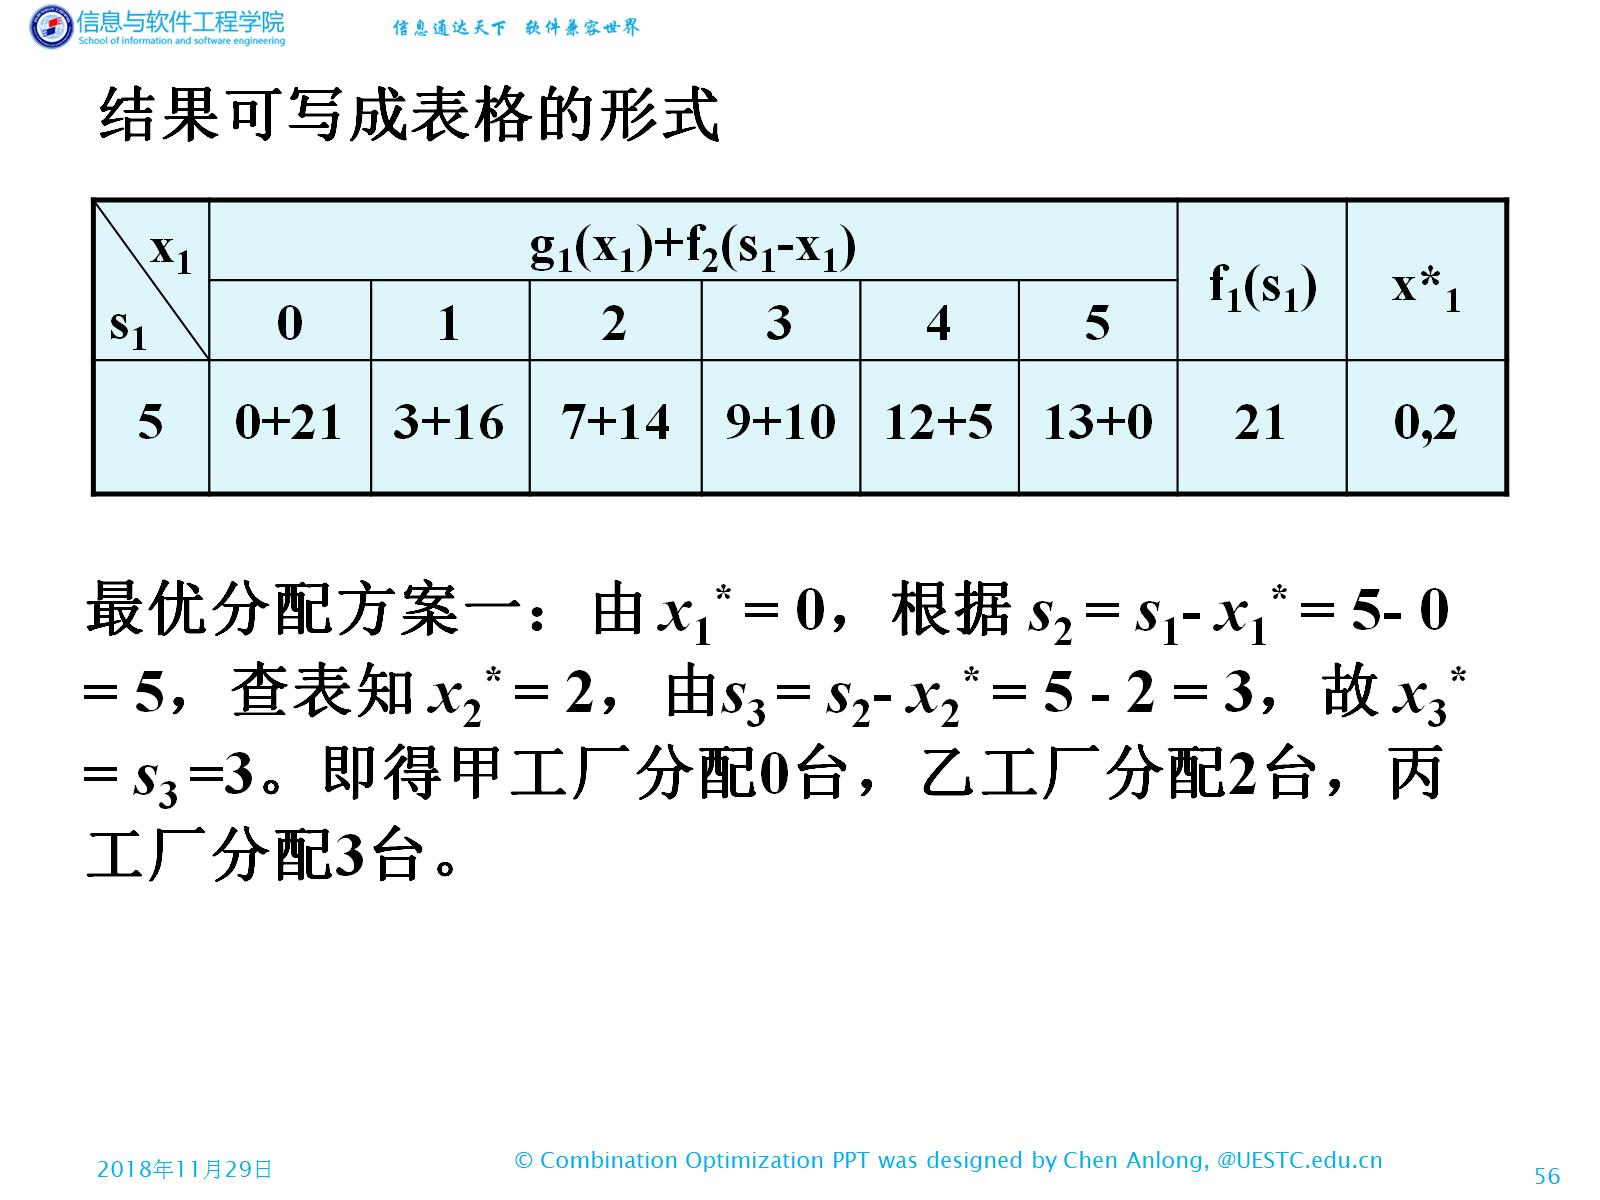 信息与软件工程学院
School of information and software engineering
信息通达天下 软件兼容世界
结果可写成表格的形式
x₁
s₁
g₁(x₁)+f₂(s₁-x₁)
f₁(s₁)
x*₁
0 1 2 3 4 5
5 0+21 3+16 7+14 9+10 12+5 13+0 21 0,2
最优分配方案一：由 x₁* = 0，根据 s₂ = s₁- x₁* = 5- 0
= 5，查表知 x₂* = 2，由s₃ = s₂- x₂* = 5 - 2 = 3，故 x₃*
= s₃ =3。即得甲工厂分配0台，乙工厂分配2台，丙
工厂分配3台。
2018年11月29日
© Combination Optimization PPT was designed by Chen Anlong, @UESTC.edu.cn
56